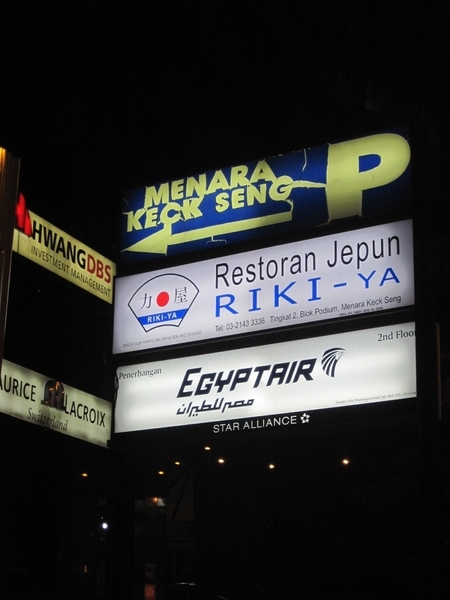 MENARA
KECK SENG
P
HWANGDBS
INVESTMENT MANAGEMENT
力 屋
RIKI-YA
Restoran Jepun
RIKI-YA
Tel. 03-2143 3336 Tingkat 2, Blok Podium, Menara Keck Seng
Penerbangan
2nd Floor
EGYPTAIR
مصر للطيران
STAR ALLIANCE
LACROIX
Switzerland